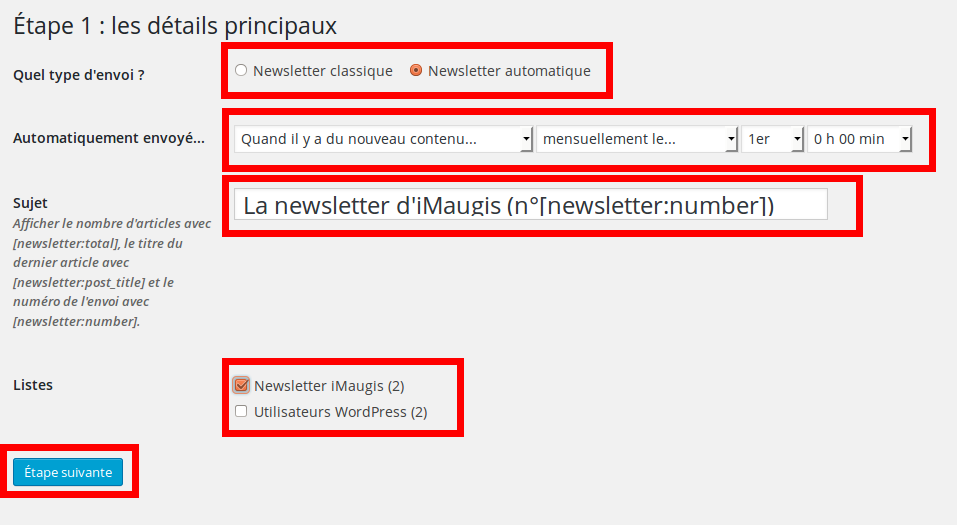 Étape 1 : les détails principaux
Quel type d'envoi ?
Newsletter classique
Newsletter automatique
Automatiquement envoyé...
Quand il y a du nouveau contenu...
mensuellement le...
1er
0 h 00 min
Sujet
Afficher le nombre d'articles avec
[newsletter:total], le titre du
dernier article avec
[newsletter:post_title] et le
numéro de l'envoi avec
[newsletter:number].
La newsletter d'iMaugis (n°[newsletter:number])
Listes
Newsletter iMaugis (2)
Utilisateurs WordPress (2)
Étape suivante